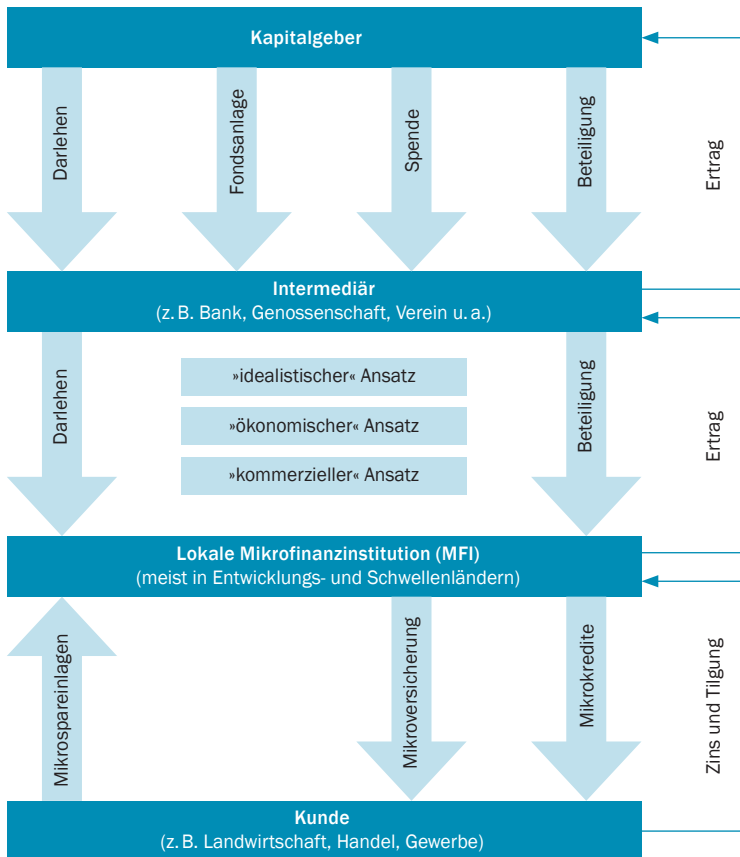 Kapitalgeber
Darlehen
Fondsanlage
Spende
Beteiligung
Ertrag
Intermediär
(z. B. Bank, Genossenschaft, Verein u. a.)
Darlehen
»idealistischer« Ansatz
»ökonomischer« Ansatz
»kommerzieller« Ansatz
Beteiligung
Ertrag
Lokale Mikrofinanzinstitution (MFI)
(meist in Entwicklungs- und Schwellenländern)
Mikrospareinlagen
Mikroversicherung
Mikrokredite
Zins und Tilgung
Kunde
(z. B. Landwirtschaft, Handel, Gewerbe)